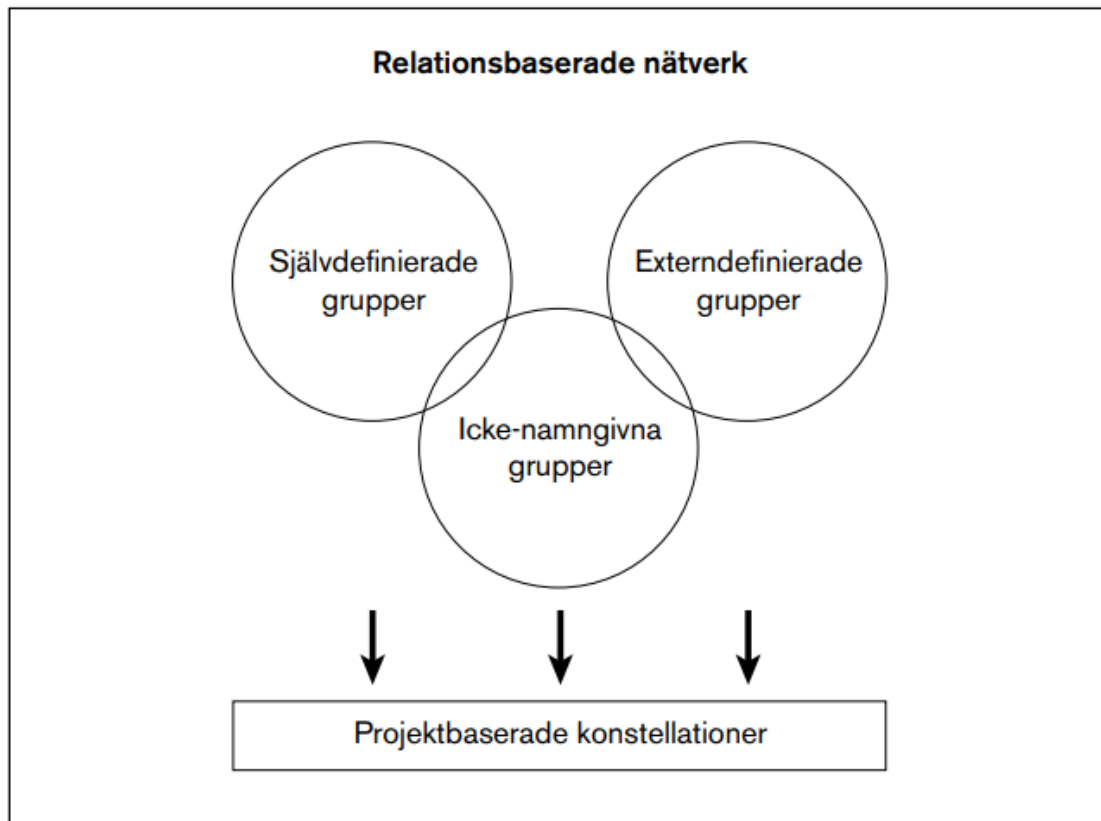 Relationsbaserade nätverk
Självdefinierade
grupper
Externdefinierade
grupper
Icke-namngivna
grupper
Projektbaserade konstellationer